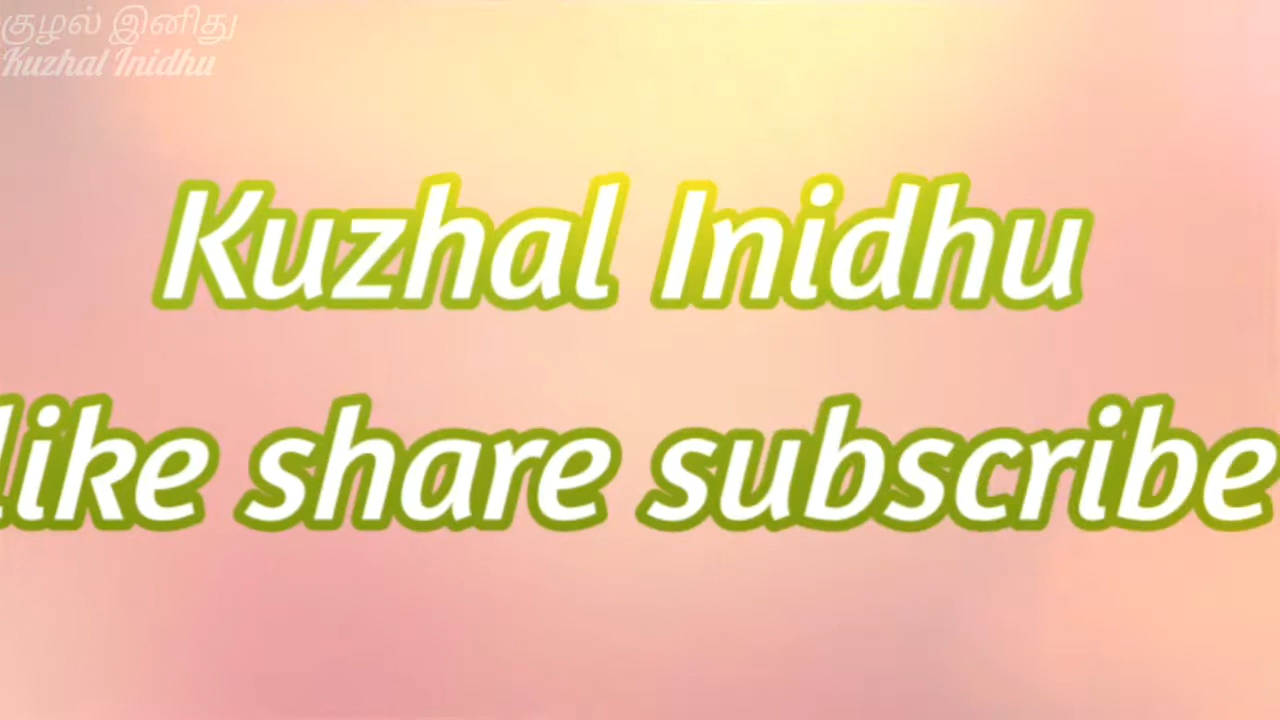 குழல் இனிது
Kuzhal Inidhu
Kuzhal Inidhu
like share subscribe